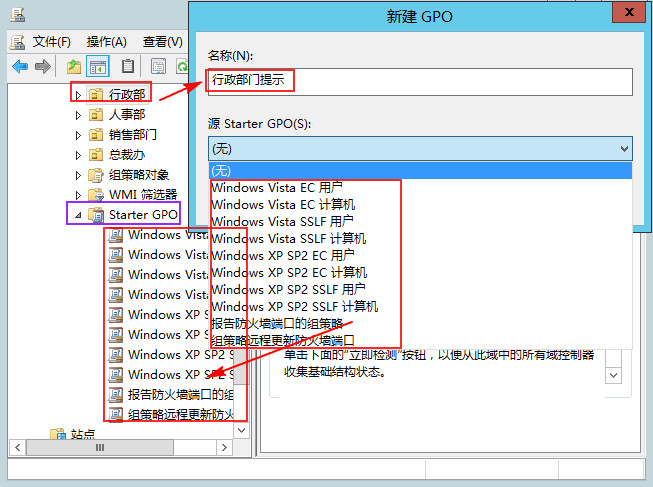 新建 GPO
x
文件(F) 操作(A) 查看(V)
名称(N):
行政部门提示
源 Starter GPO(S):
(无)
(无)
Windows Vista EC 用户
Windows Vista EC 计算机
Windows Vista SSLF 用户
Windows Vista SSLF 计算机
Windows XP SP2 EC 用户
Windows XP SP2 EC 计算机
Windows XP SP2 SSLF 用户
Windows XP SP2 SSLF 计算机
报告防火墙端口的组策略
组策略远程更新防火墙端口
行政部
人事部
销售部门
总裁办
组策略对象
WMI 筛选器
Starter GPO
Windows Vista
Windows Vista
Windows Vista
Windows Vista
Windows XP SP
Windows XP SP
Windows XP SP2 S
Windows XP SP2 S
报告防火墙端口的组
组策略远程更新防火
站点
单击下面的“立即检测”按钮，以便从此域中的所有域控制器
收集基础结构状态。